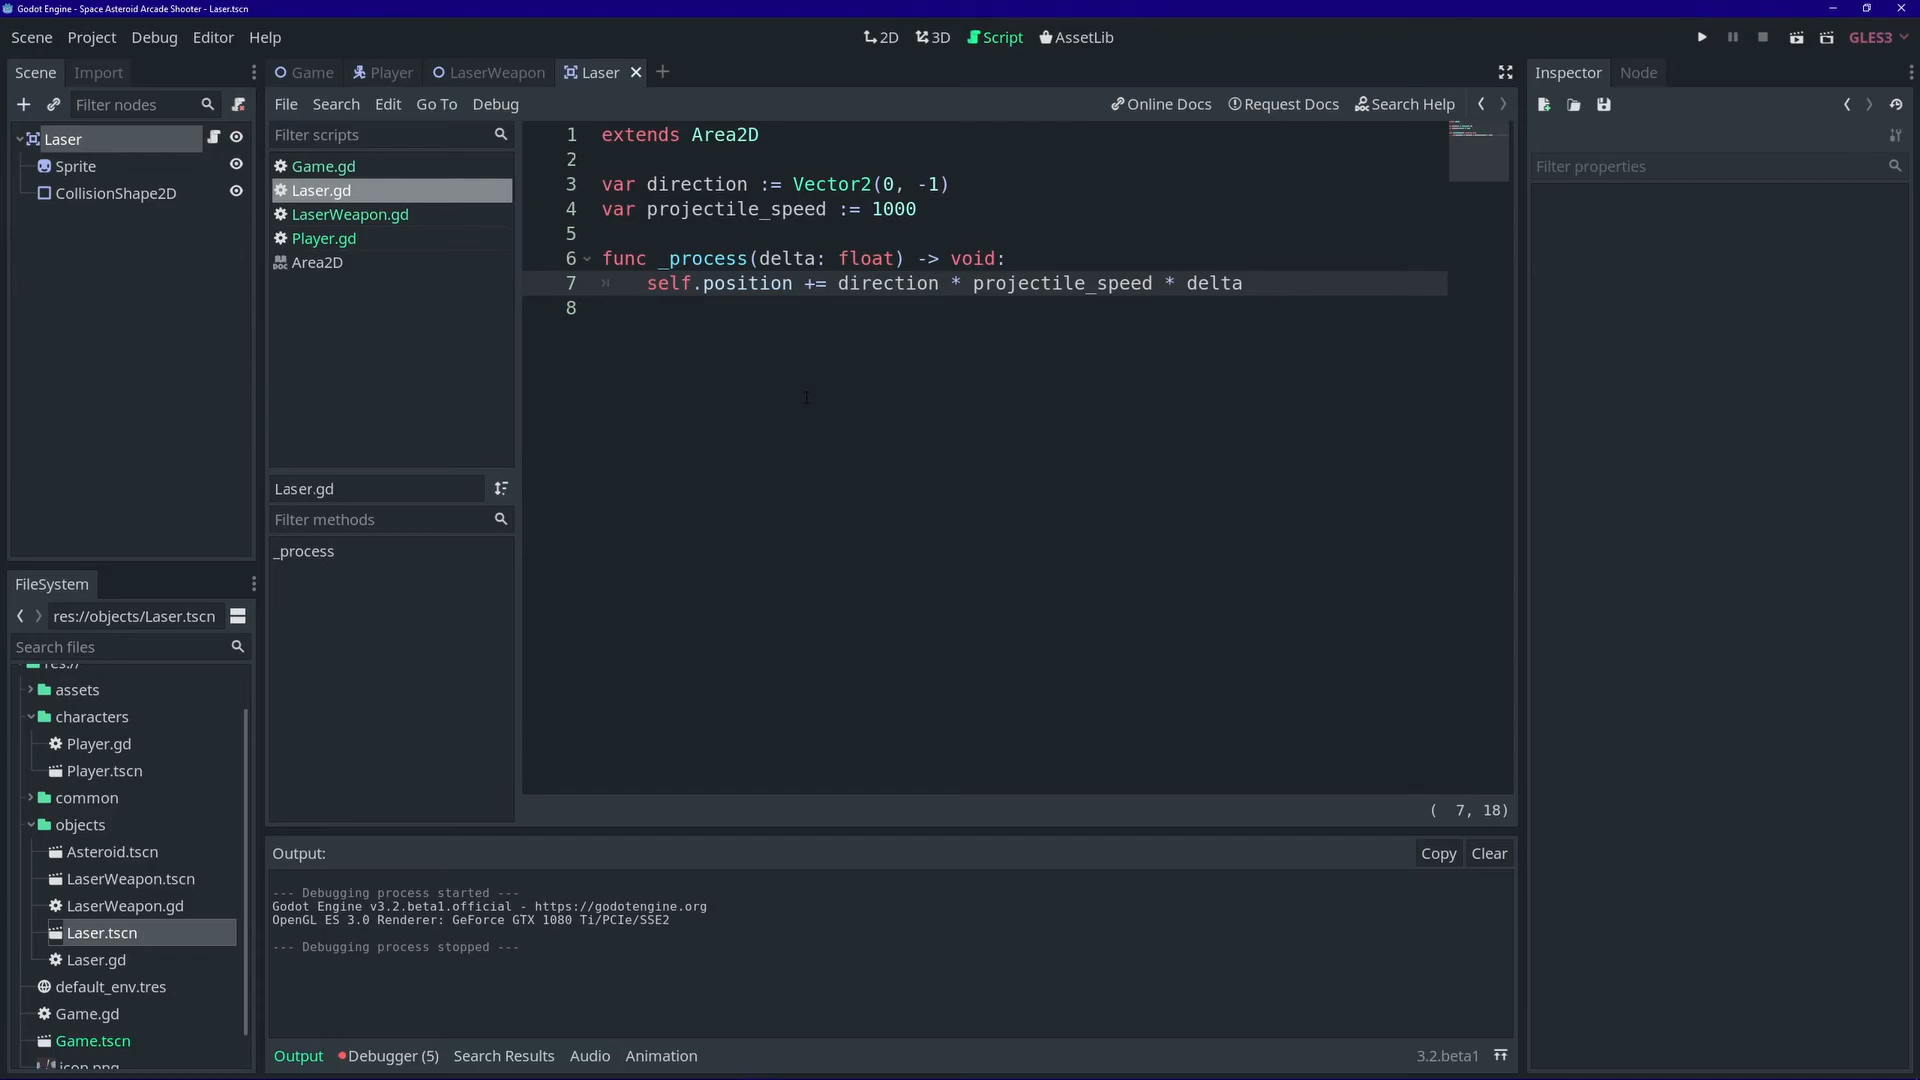 Godot Engine - Space Asteroid Arcade Shooter - Laser.tscn
Scene Project Debug Editor Help
2D 3D Script AssetLib
GLES3
Scene Import
Filter nodes
Laser
Sprite
CollisionShape2D
Game Player LaserWeapon Laser
File Search Edit Go To Debug
Online Docs Request Docs Search Help
Filter scripts
Game.gd
Laser.gd
LaserWeapon.gd
Player.gd
Area2D
Laser.gd
Filter methods
_process
1 extends Area2D
2
3 var direction := Vector2(0, -1)
4 var projectile_speed := 1000
5
6 func _process(delta: float) -> void:
7 self.position += direction * projectile_speed * delta
8
( 7, 18)
Inspector Node
Filter properties
FileSystem
res://objects/Laser.tscn
Search files
res://
assets
characters
Player.gd
Player.tscn
common
objects
Asteroid.tscn
LaserWeapon.tscn
LaserWeapon.gd
Laser.tscn
Laser.gd
default_env.tres
Game.gd
Game.tscn
icon.png
Output:
Copy Clear
--- Debugging process started ---
Godot Engine v3.2.beta1.official - https://godotengine.org
OpenGL ES 3.0 Renderer: GeForce GTX 1080 Ti/PCIe/SSE2
--- Debugging process stopped ---
Output Debugger (5) Search Results Audio Animation
3.2.beta1